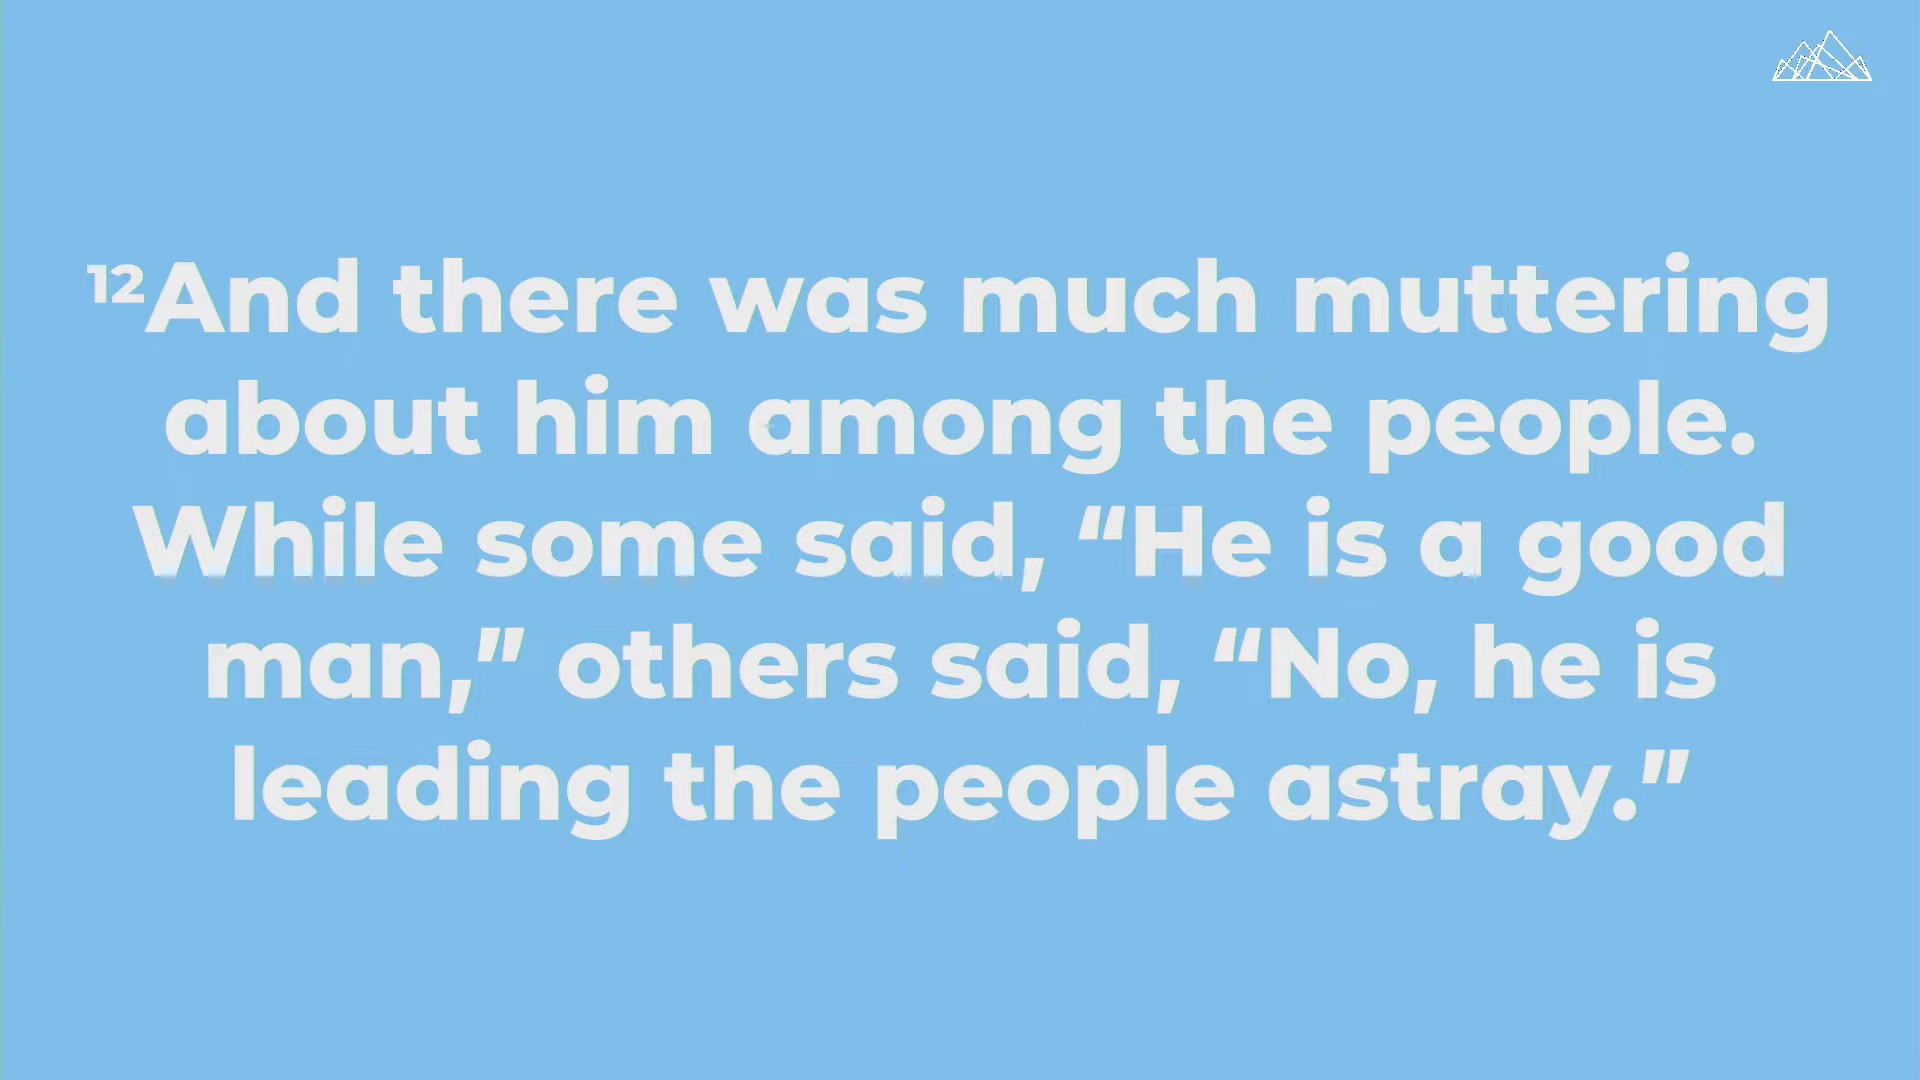 ¹²And there was much muttering
about him among the people.
While some said, “He is a good
man,” others said, “No, he is
leading the people astray.”